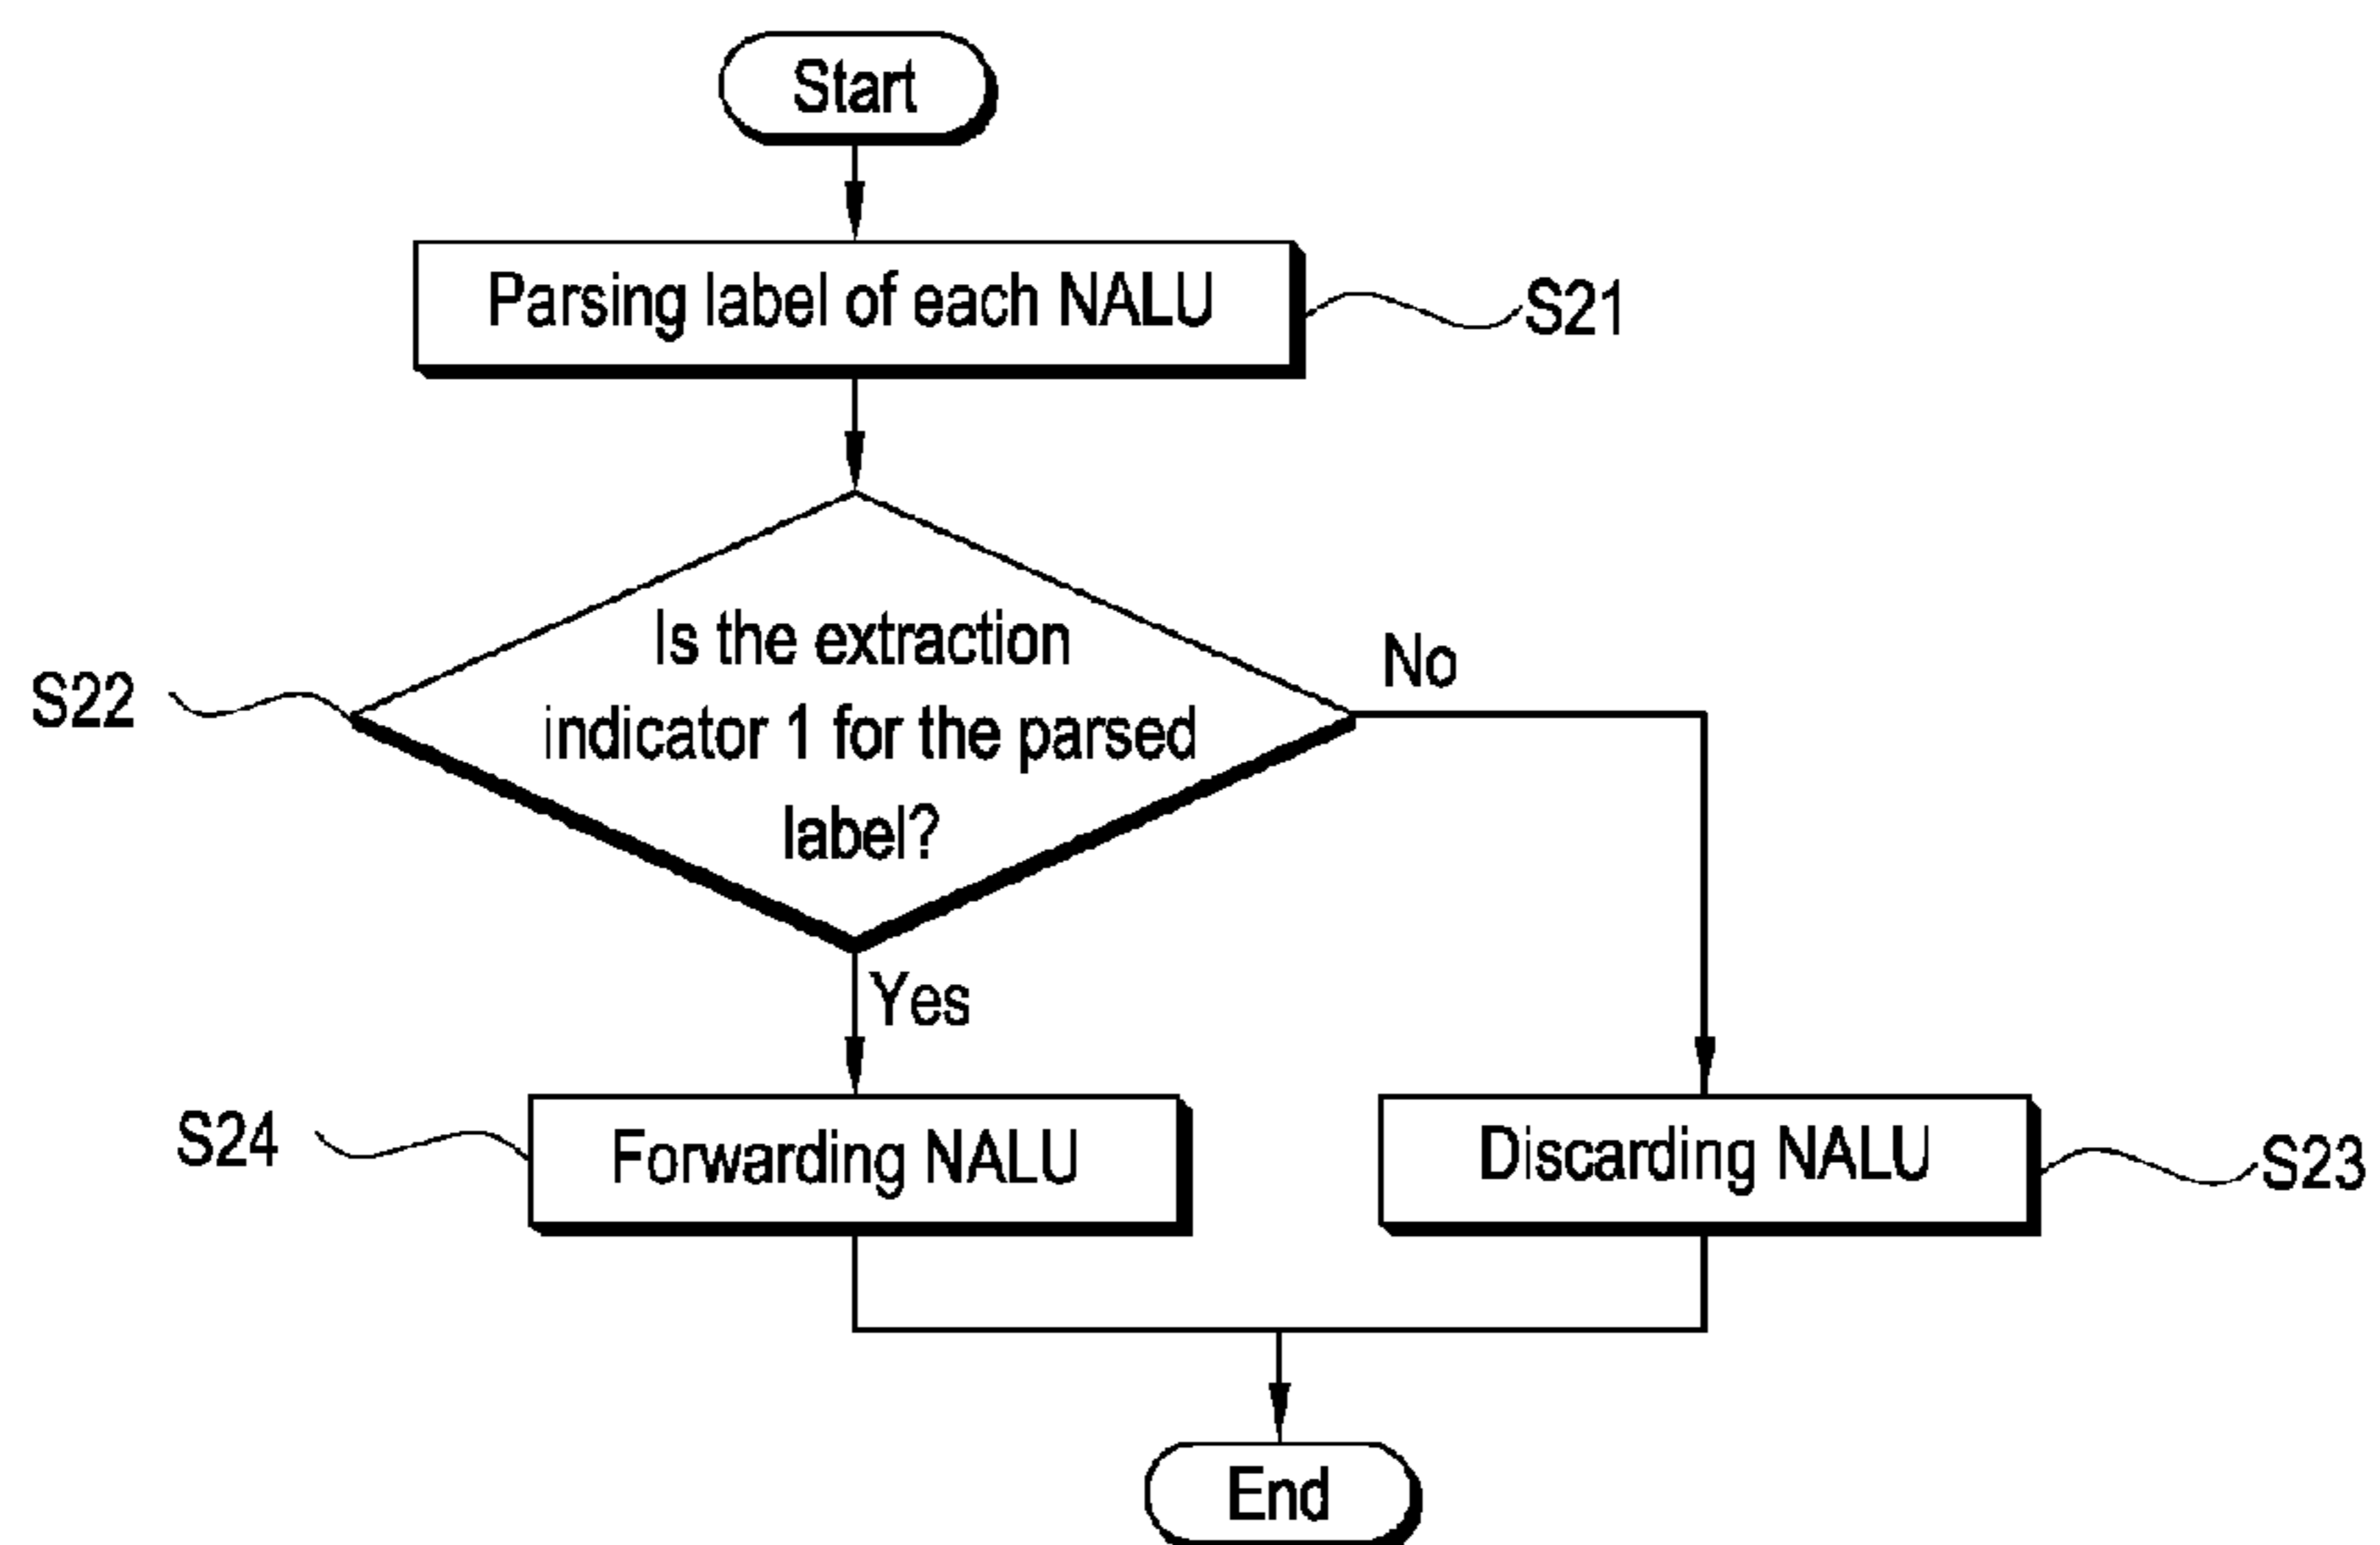 Start
Parsing label of each NALU
S21
Is the extraction
indicator 1 for the parsed
label?
S22
No
Yes
S24
Forwarding NALU
Discarding NALU
S23
End